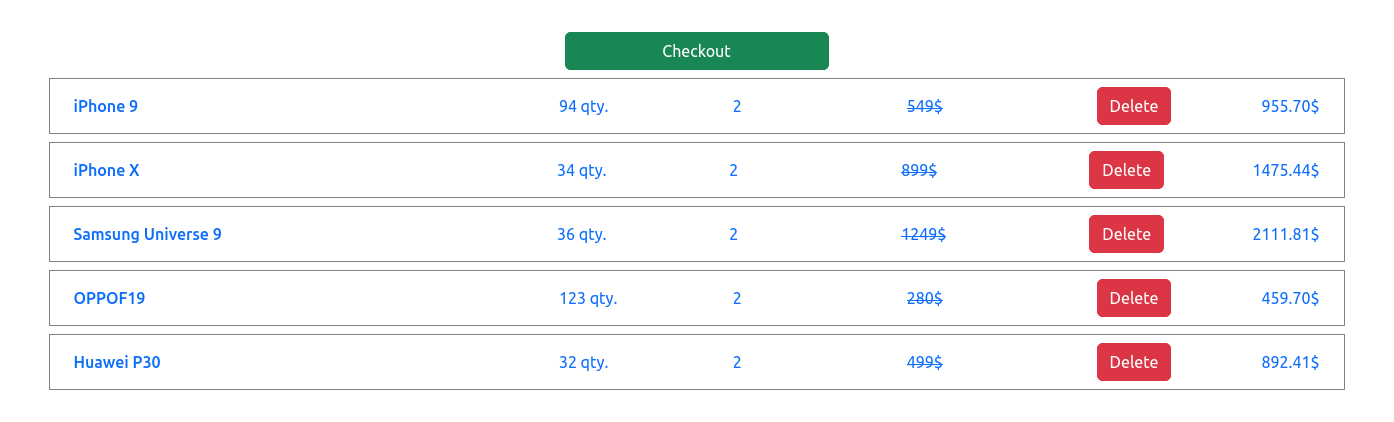 Checkout
iPhone 9 94 qty. 2 549$ Delete 955.70$
iPhone X 34 qty. 2 899$ Delete 1475.44$
Samsung Universe 9 36 qty. 2 1249$ Delete 2111.81$
OPPOF19 123 qty. 2 280$ Delete 459.70$
Huawei P30 32 qty. 2 499$ Delete 892.41$